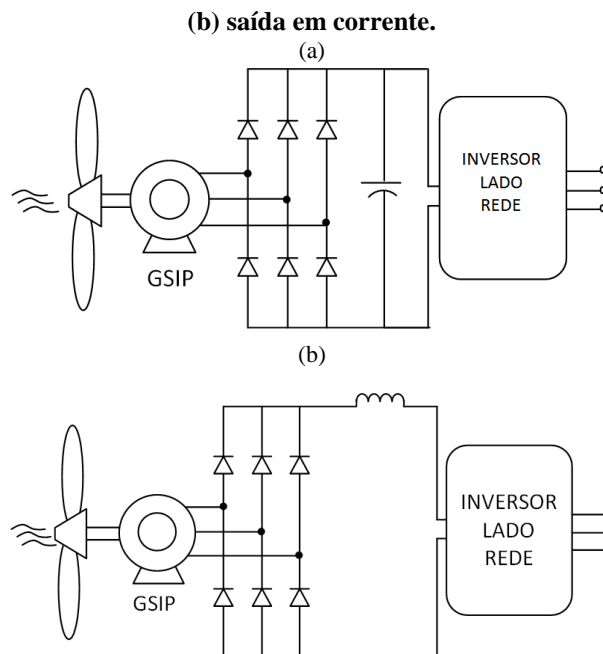 (b) saída em corrente.
(a)
INVERSOR
LADO
REDE
GSIP
(b)
INVERSOR
LADO
REDE
GSIP